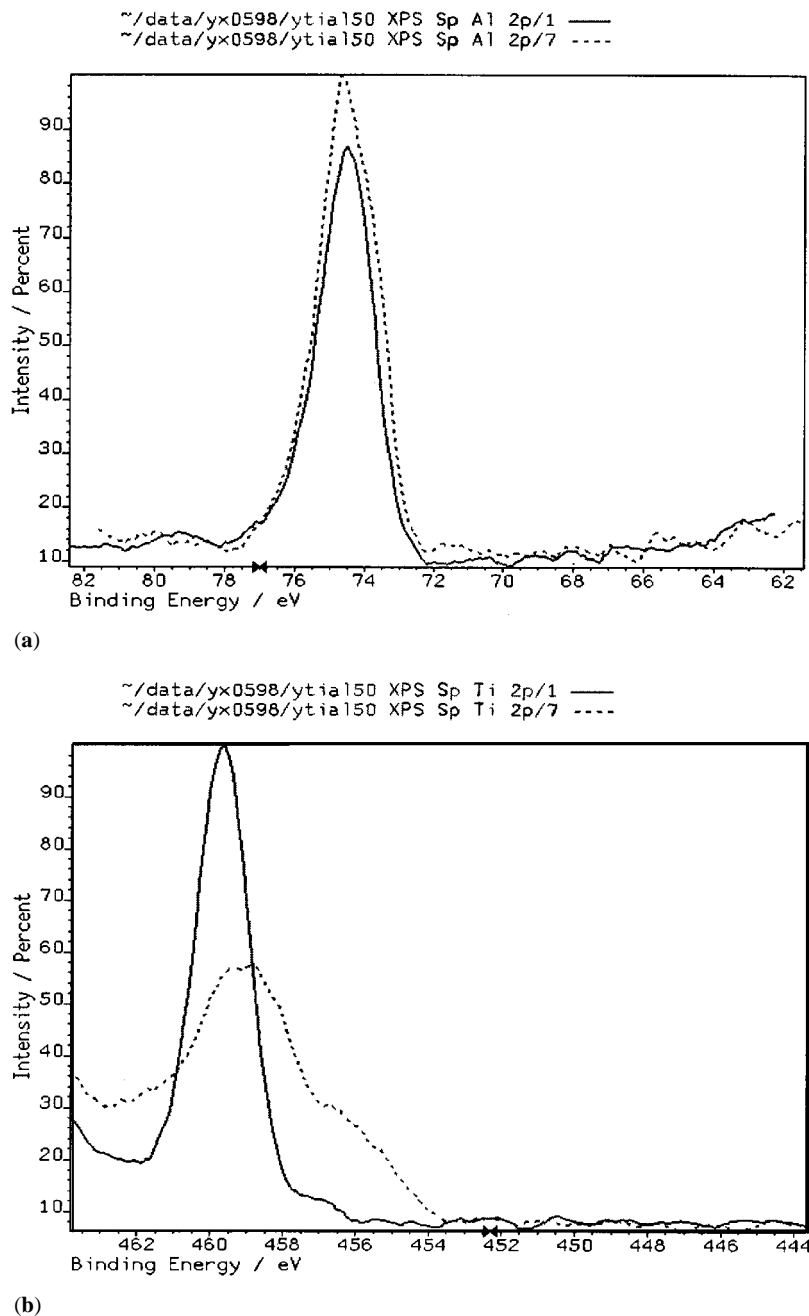 ~/data/yx0598/ytial50 XPS Sp Al 2p/1
~/data/yx0598/ytial50 XPS Sp Al 2p/7
Intensity / Percent
90
80
70
60
50
40
30
20
10
82 80 78 76 74 72 70 68 66 64 62
Binding Energy / eV
(a)
~/data/yx0598/ytial50 XPS Sp Ti 2p/1
~/data/yx0598/ytial50 XPS Sp Ti 2p/7
Intensity / Percent
90
80
70
60
50
40
30
20
10
462 460 458 456 454 452 450 448 446 444
Binding Energy / eV
(b)